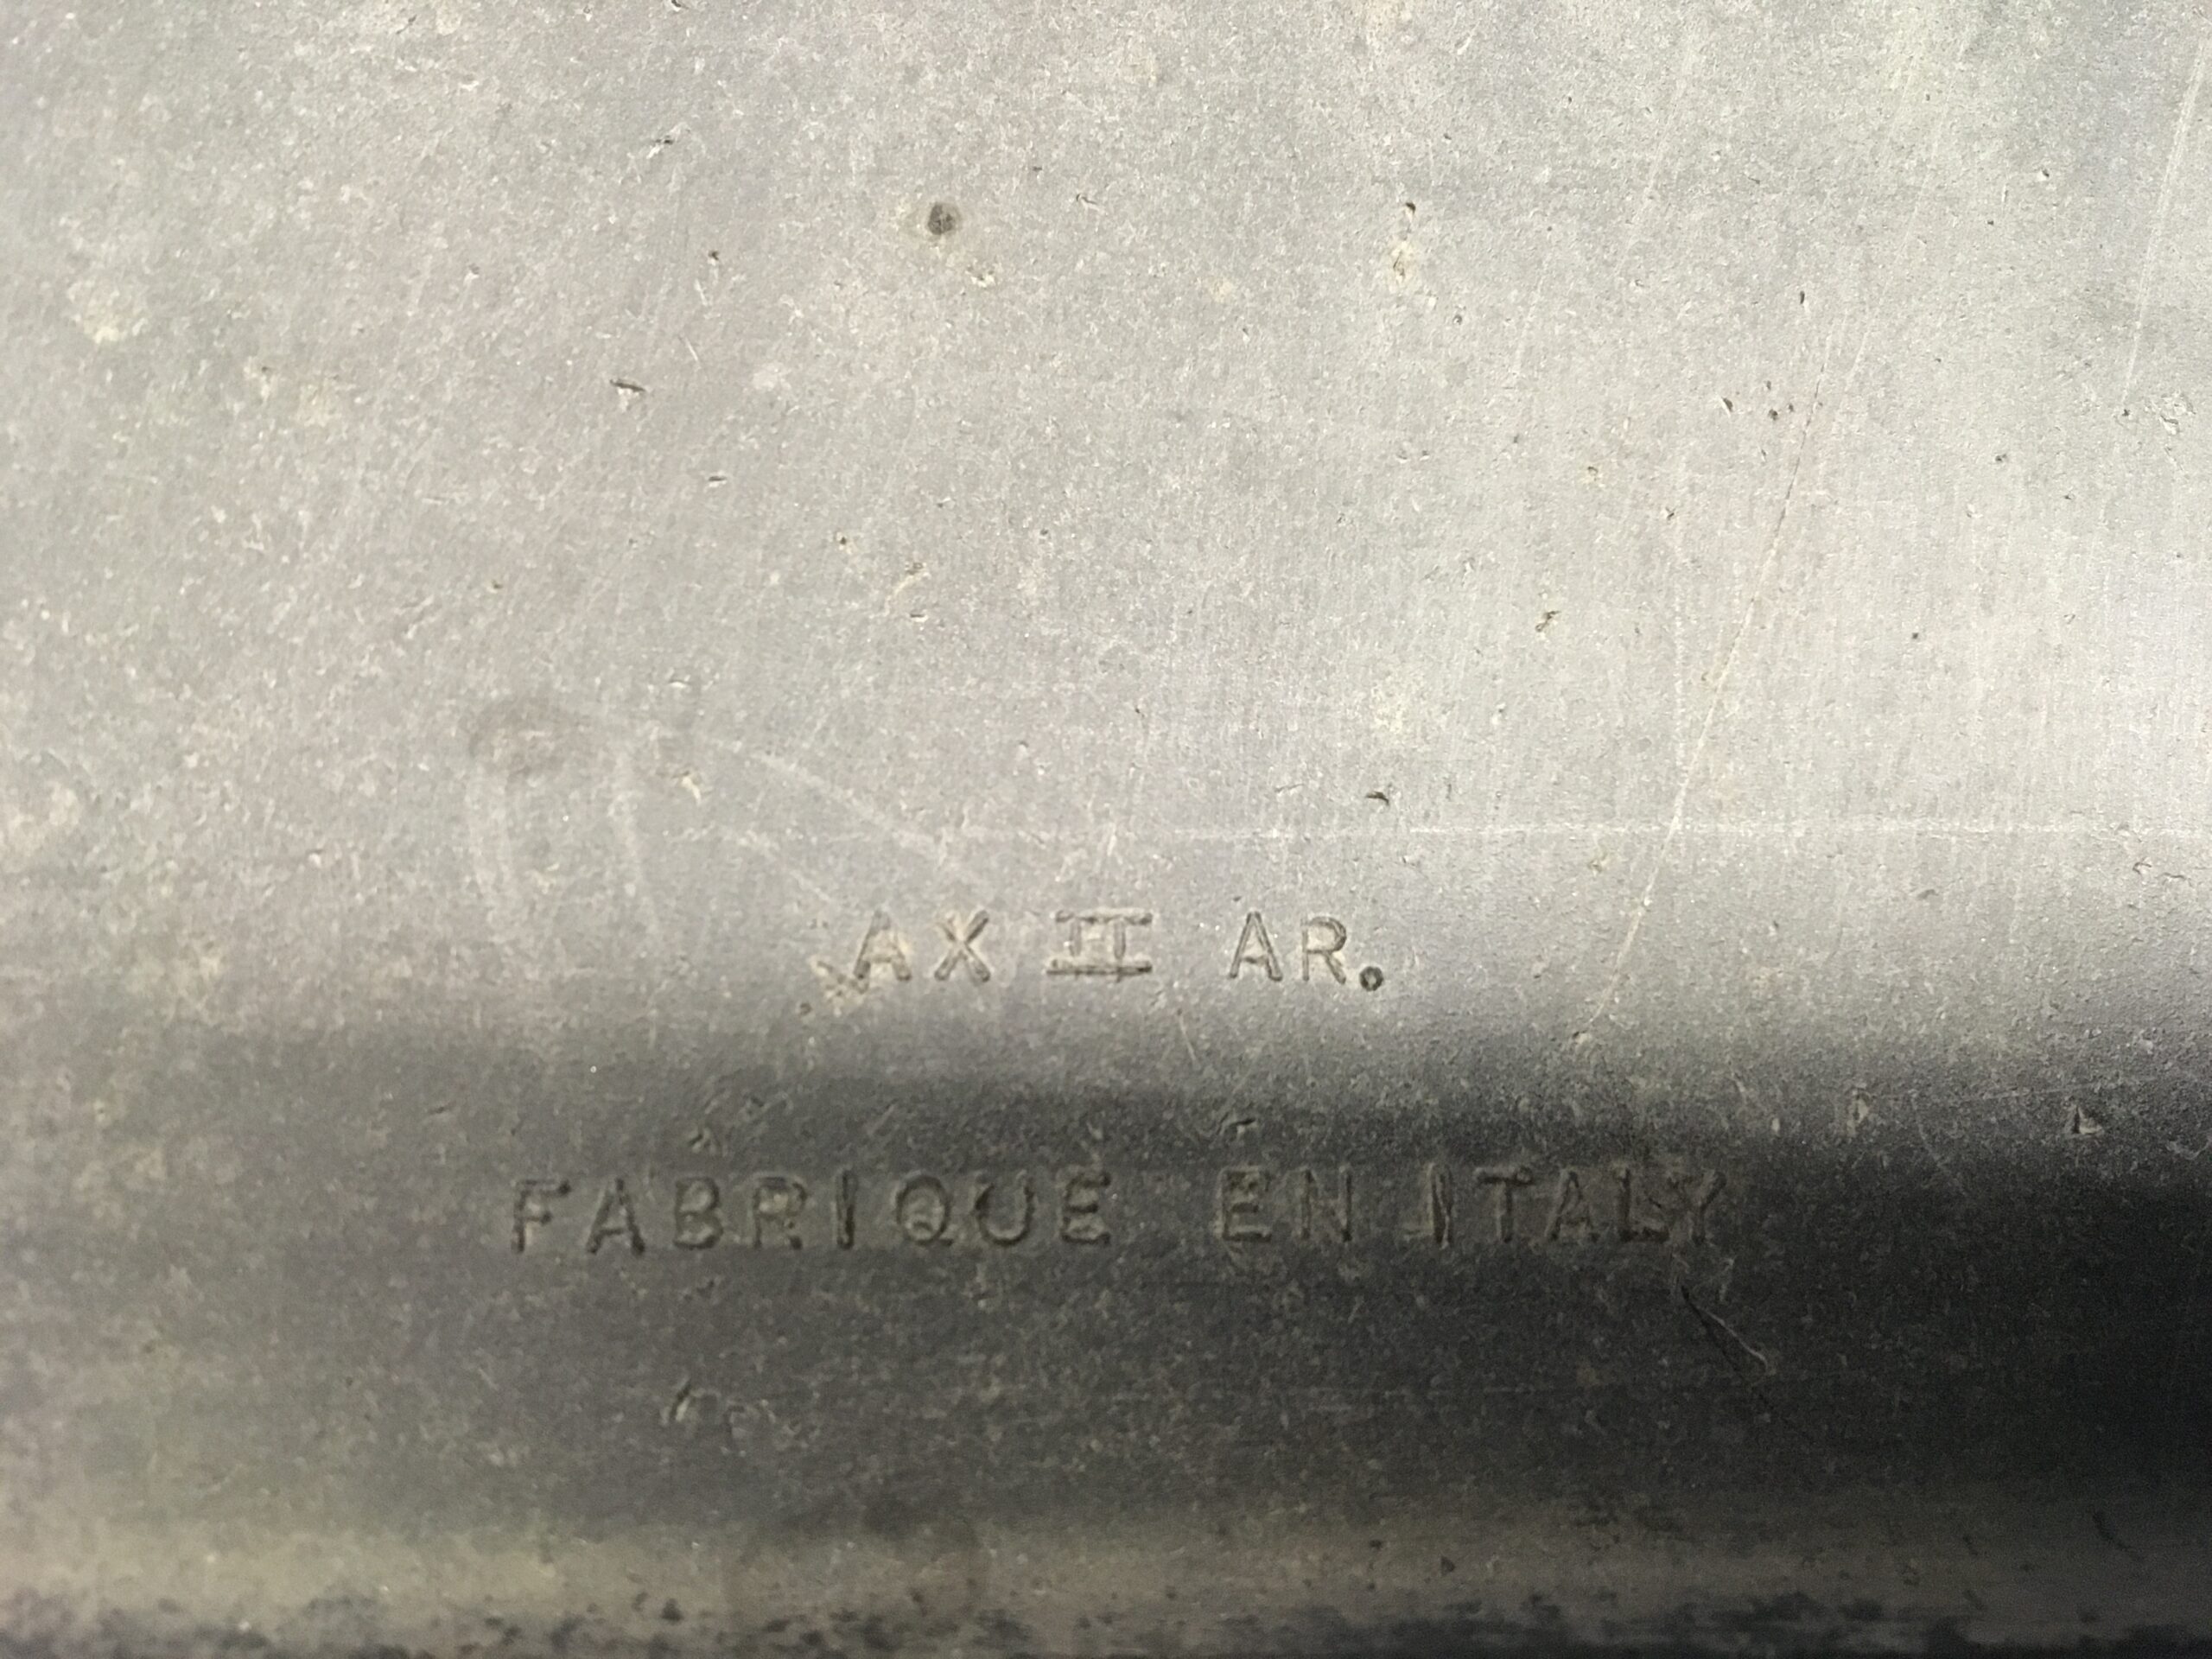 AX II AR.
FABRIQUE EN ITALY